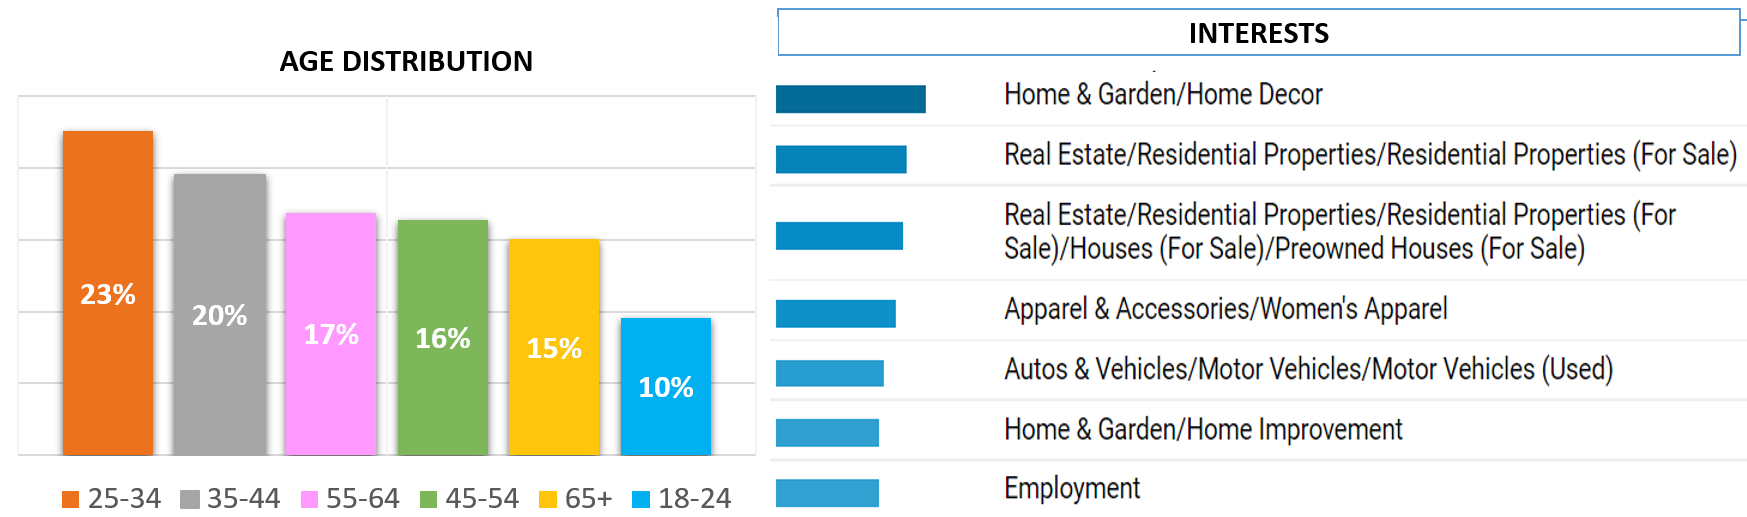 AGE DISTRIBUTION
23%
20%
17%
16%
15%
10%
25-34 35-44 55-64 45-54 65+ 18-24
INTERESTS
Home & Garden/Home Decor
Real Estate/Residential Properties/Residential Properties (For Sale)
Real Estate/Residential Properties/Residential Properties (For
Sale)/Houses (For Sale)/Preowned Houses (For Sale)
Apparel & Accessories/Women's Apparel
Autos & Vehicles/Motor Vehicles/Motor Vehicles (Used)
Home & Garden/Home Improvement
Employment